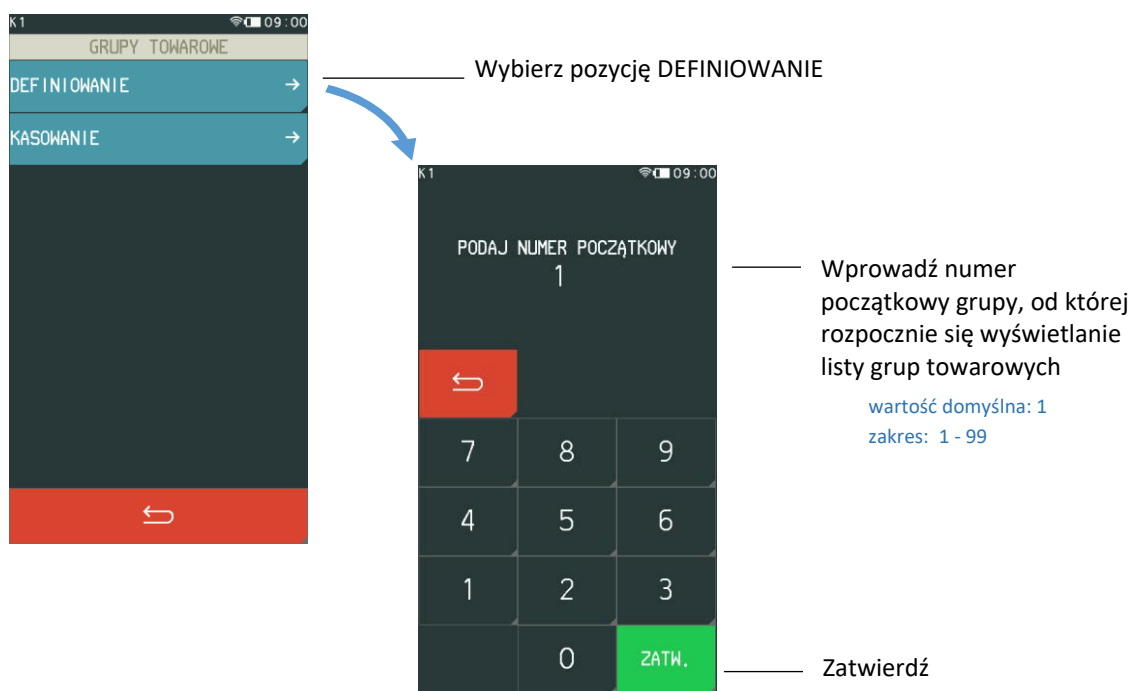 K1 09:00
GRUPY TOWAROWE
DEFINIOWANIE
KASOWANIE
Wybierz pozycję DEFINIOWANIE
K1 09:00
PODAJ NUMER POCZĄTKOWY
1
7 8 9
4 5 6
1 2 3
0 ZATW.
Wprowadź numer
początkowy grupy, od której
rozpocznie się wyświetlanie
listy grup towarowych
wartość domyślna: 1
zakres: 1 - 99
Zatwierdź